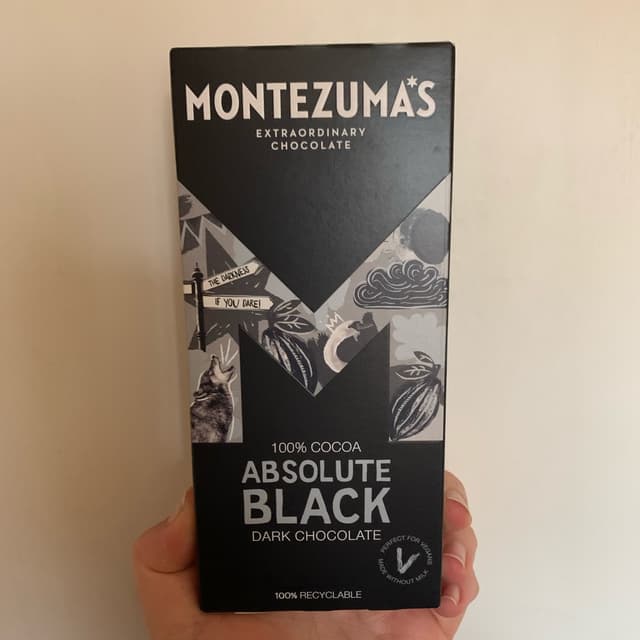 MONTEZUMA'S
EXTRAORDINARY
CHOCOLATE
THE DARKNESS
IF YOU DARE!
100% COCOA
ABSOLUTE
BLACK
DARK CHOCOLATE
PERFECT FOR VEGANS
MADE WITHOUT MILK
100% RECYCLABLE